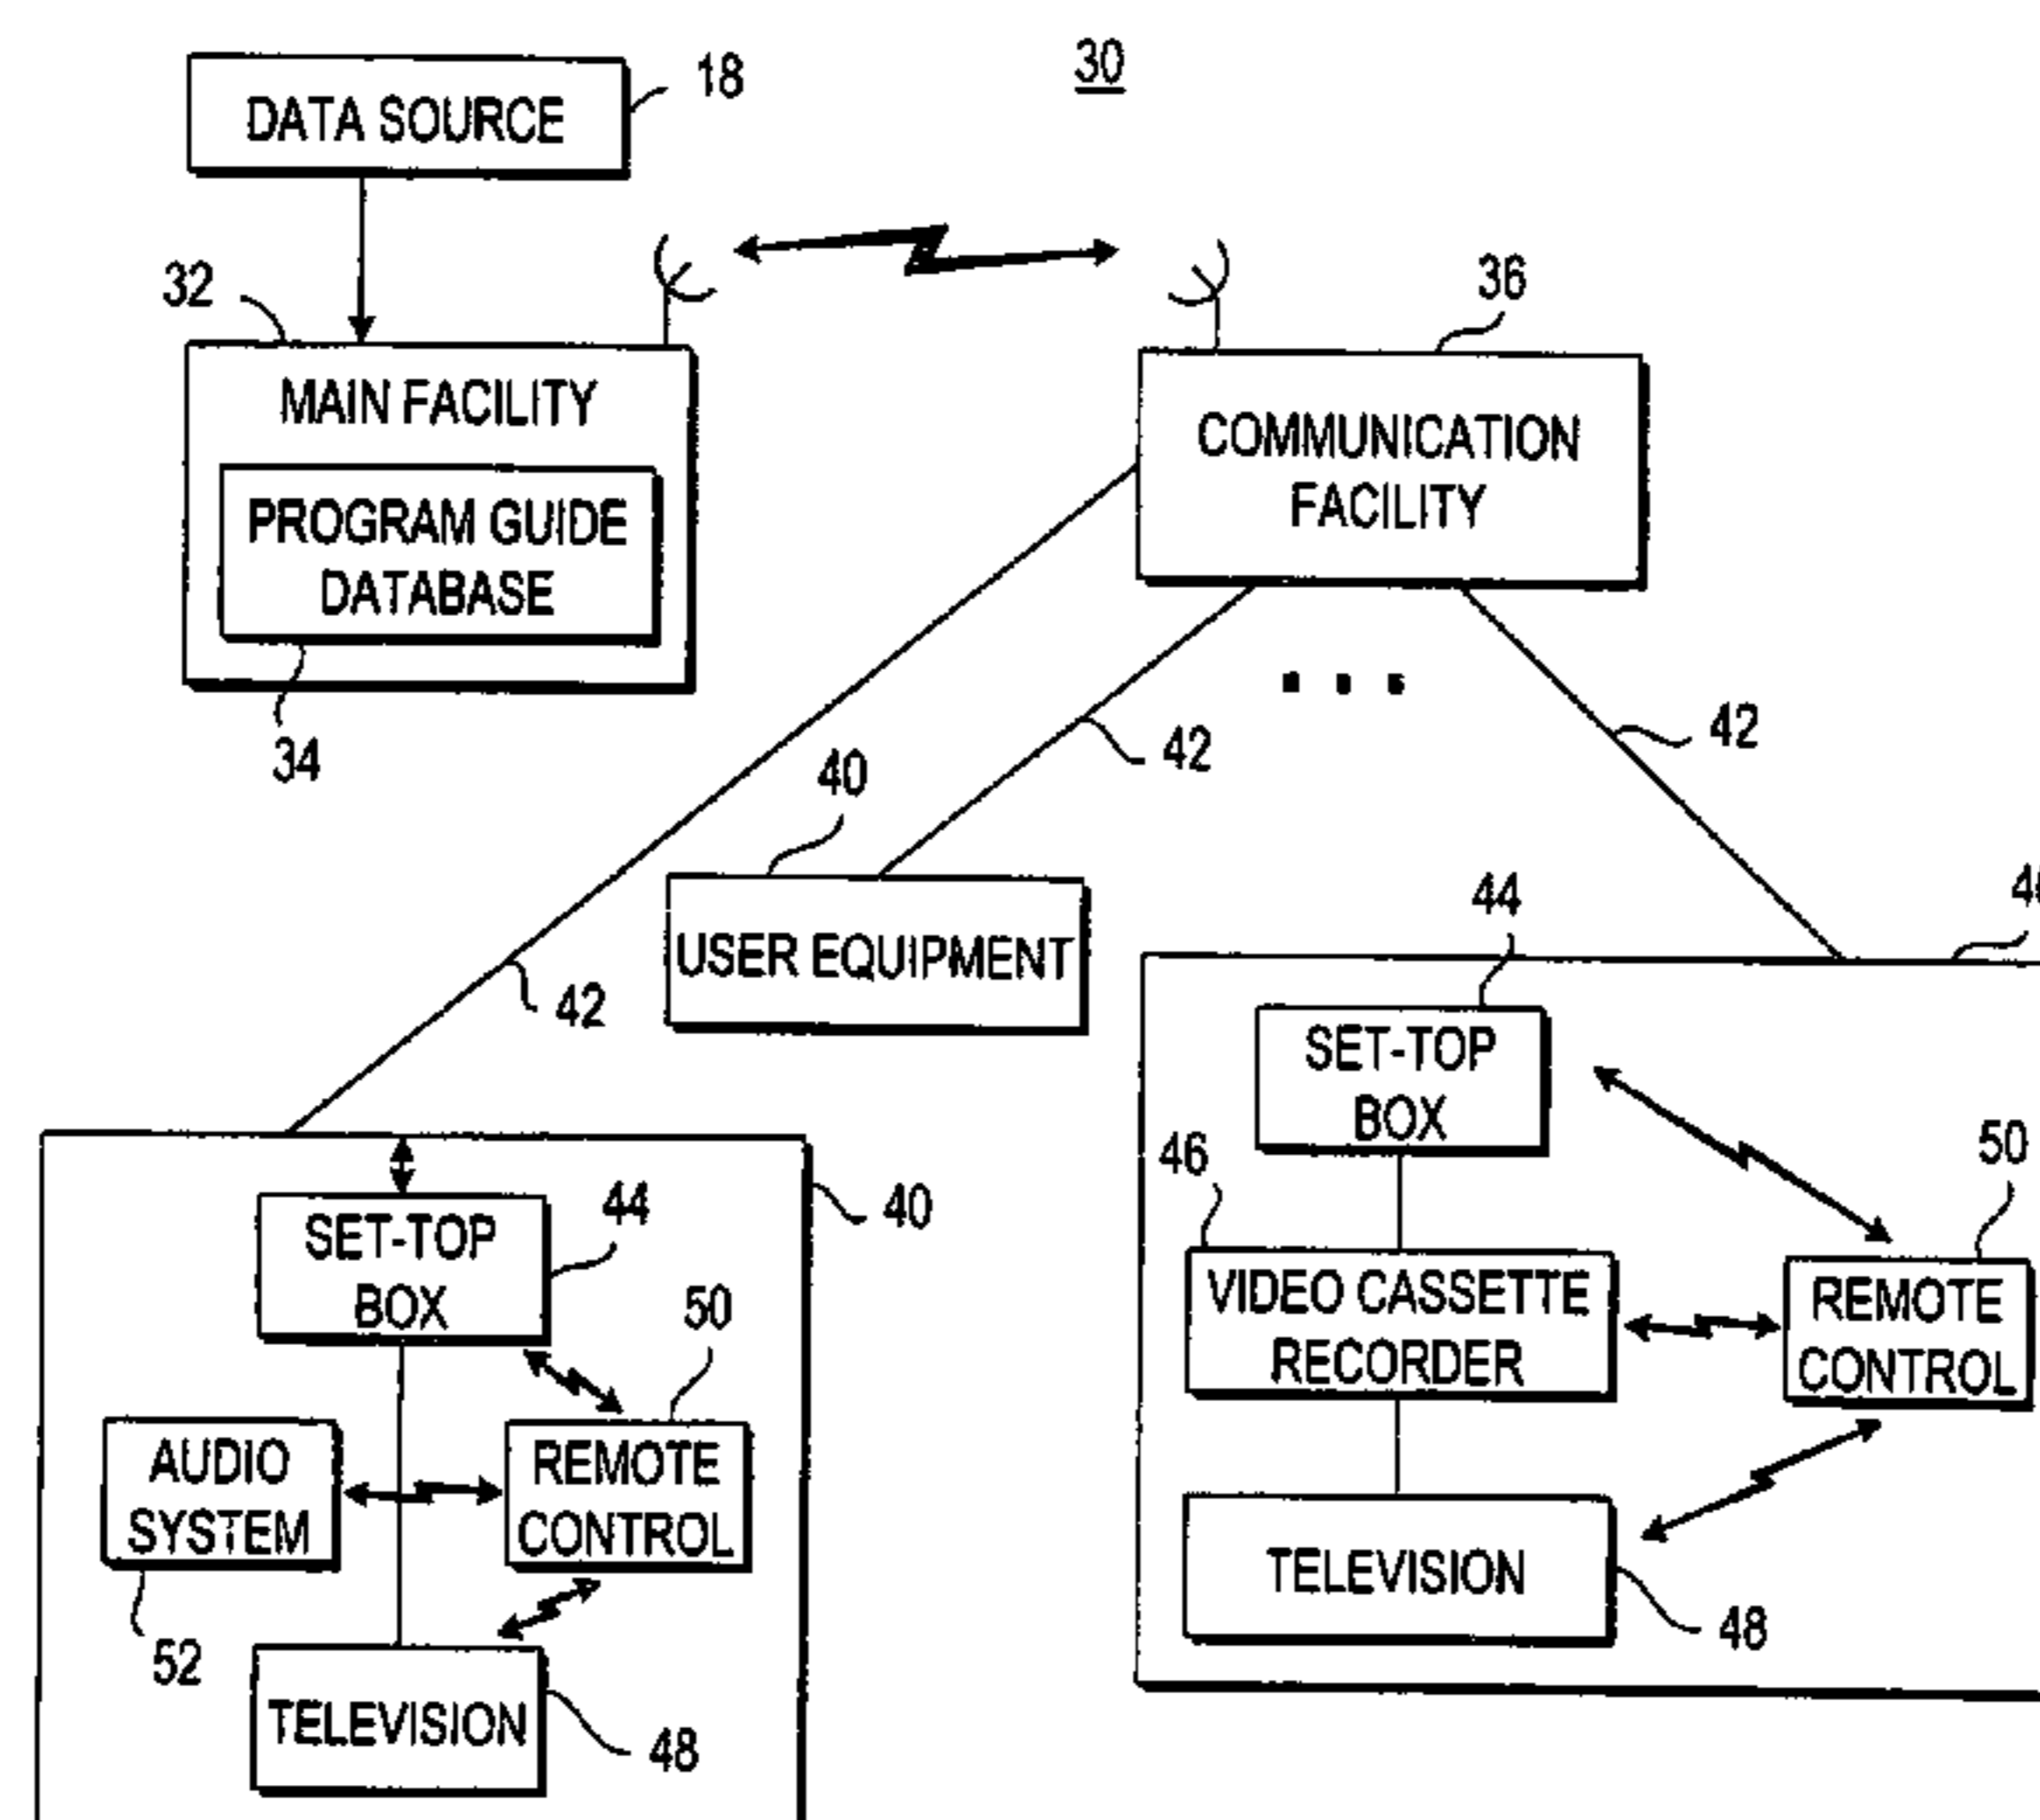 30
DATA SOURCE
18
32
MAIN FACILITY
PROGRAM GUIDE
DATABASE
34
36
COMMUNICATION
FACILITY
42
42
42
40
USER EQUIPMENT
40
SET-TOP
BOX
44
50
AUDIO
SYSTEM
52
REMOTE
CONTROL
TELEVISION
48
44
SET-TOP
BOX
46
VIDEO CASSETTE
RECORDER
50
REMOTE
CONTROL
TELEVISION
48